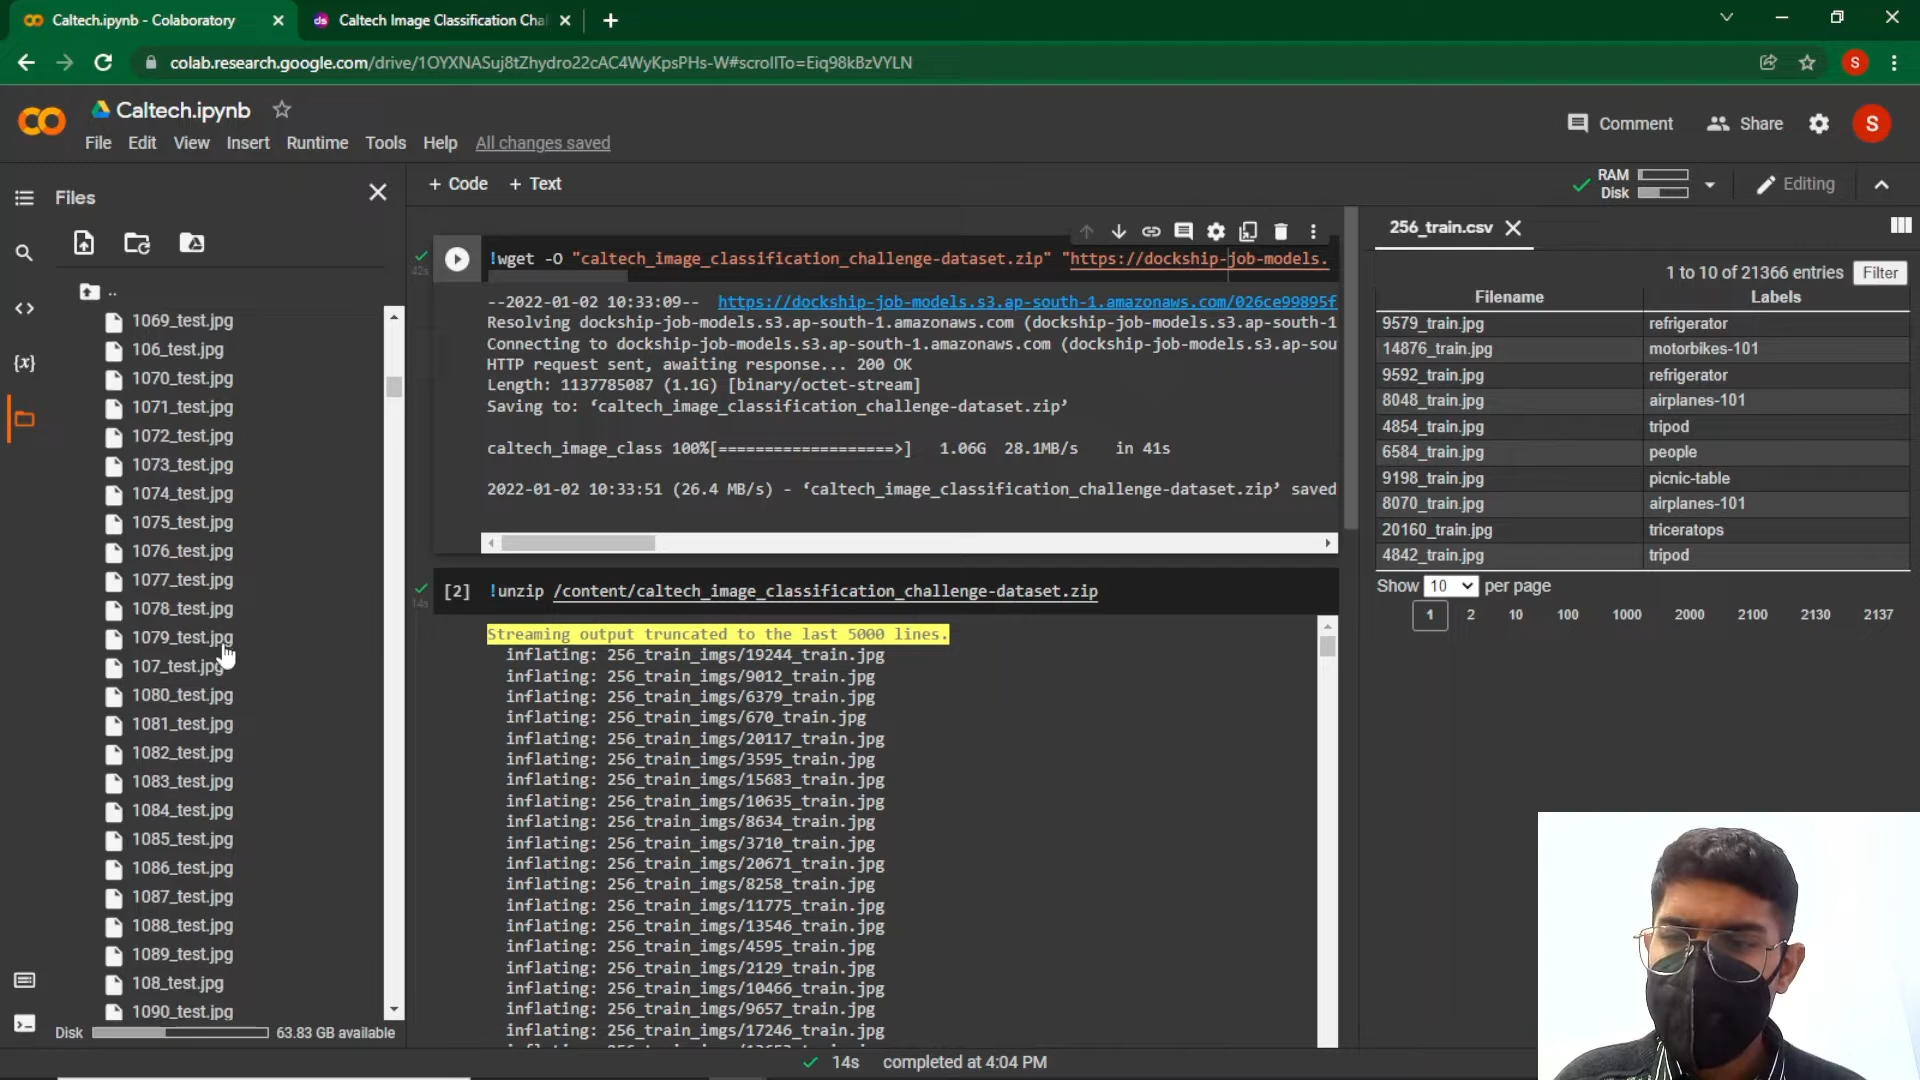 Caltech.ipynb - Colaboratory
ds Caltech Image Classification Cha
colab.research.google.com/drive/1OYXNASuj8tZhydro22cAC4WyKpsPHs-W#scrollTo=Eiq98kBzVYLN
S
Caltech.ipynb
File Edit View Insert Runtime Tools Help All changes saved
Comment
Share
S
Files
+ Code + Text
RAM
Disk
Editing
..
1069_test.jpg
106_test.jpg
1070_test.jpg
1071_test.jpg
1072_test.jpg
1073_test.jpg
1074_test.jpg
1075_test.jpg
1076_test.jpg
1077_test.jpg
1078_test.jpg
1079_test.jpg
107_test.jpg
1080_test.jpg
1081_test.jpg
1082_test.jpg
1083_test.jpg
1084_test.jpg
1085_test.jpg
1086_test.jpg
1087_test.jpg
1088_test.jpg
1089_test.jpg
108_test.jpg
1090_test.jpg
Disk 63.83 GB available
42s
!wget -O "caltech_image_classification_challenge-dataset.zip" "https://dockship-job-models.
--2022-01-02 10:33:09-- https://dockship-job-models.s3.ap-south-1.amazonaws.com/026ce99895f
Resolving dockship-job-models.s3.ap-south-1.amazonaws.com (dockship-job-models.s3.ap-south-1
Connecting to dockship-job-models.s3.ap-south-1.amazonaws.com (dockship-job-models.s3.ap-sou
HTTP request sent, awaiting response... 200 OK
Length: 1137785087 (1.1G) [binary/octet-stream]
Saving to: ‘caltech_image_classification_challenge-dataset.zip’
caltech_image_class 100%[===================>] 1.06G 28.1MB/s in 41s
2022-01-02 10:33:51 (26.4 MB/s) - ‘caltech_image_classification_challenge-dataset.zip’ saved
14s
[2] !unzip /content/caltech_image_classification_challenge-dataset.zip
Streaming output truncated to the last 5000 lines.
inflating: 256_train_imgs/19244_train.jpg
inflating: 256_train_imgs/9012_train.jpg
inflating: 256_train_imgs/6379_train.jpg
inflating: 256_train_imgs/670_train.jpg
inflating: 256_train_imgs/20117_train.jpg
inflating: 256_train_imgs/3595_train.jpg
inflating: 256_train_imgs/15683_train.jpg
inflating: 256_train_imgs/10635_train.jpg
inflating: 256_train_imgs/8634_train.jpg
inflating: 256_train_imgs/3710_train.jpg
inflating: 256_train_imgs/20671_train.jpg
inflating: 256_train_imgs/8258_train.jpg
inflating: 256_train_imgs/11775_train.jpg
inflating: 256_train_imgs/13546_train.jpg
inflating: 256_train_imgs/4595_train.jpg
inflating: 256_train_imgs/2129_train.jpg
inflating: 256_train_imgs/10466_train.jpg
inflating: 256_train_imgs/9657_train.jpg
inflating: 256_train_imgs/17246_train.jpg
256_train.csv
1 to 10 of 21366 entries Filter
Filename Labels
9579_train.jpg refrigerator
14876_train.jpg motorbikes-101
9592_train.jpg refrigerator
8048_train.jpg airplanes-101
4854_train.jpg tripod
6584_train.jpg people
9198_train.jpg picnic-table
8070_train.jpg airplanes-101
20160_train.jpg triceratops
4842_train.jpg tripod
Show 10 per page
1 2 10 100 1000 2000 2100 2130 2137
14s completed at 4:04 PM